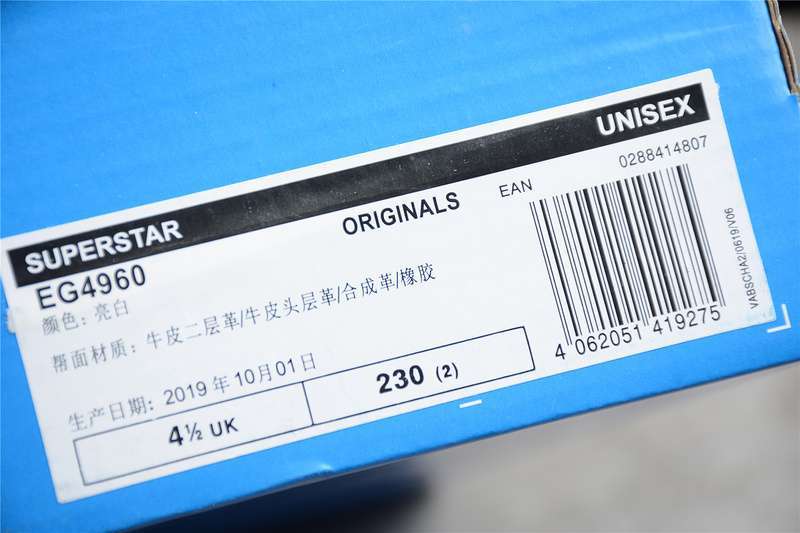 SUPERSTAR UNISEX
EG4960 ORIGINALS EAN 0288414807
颜色: 亮白
帮面材质: 牛皮二层革/牛皮头层革/合成革/橡胶
生产日期: 2019 年 10月 01 日
4½ UK 230 (2)
4 062051 419275
VABSCHA2/0619/V06